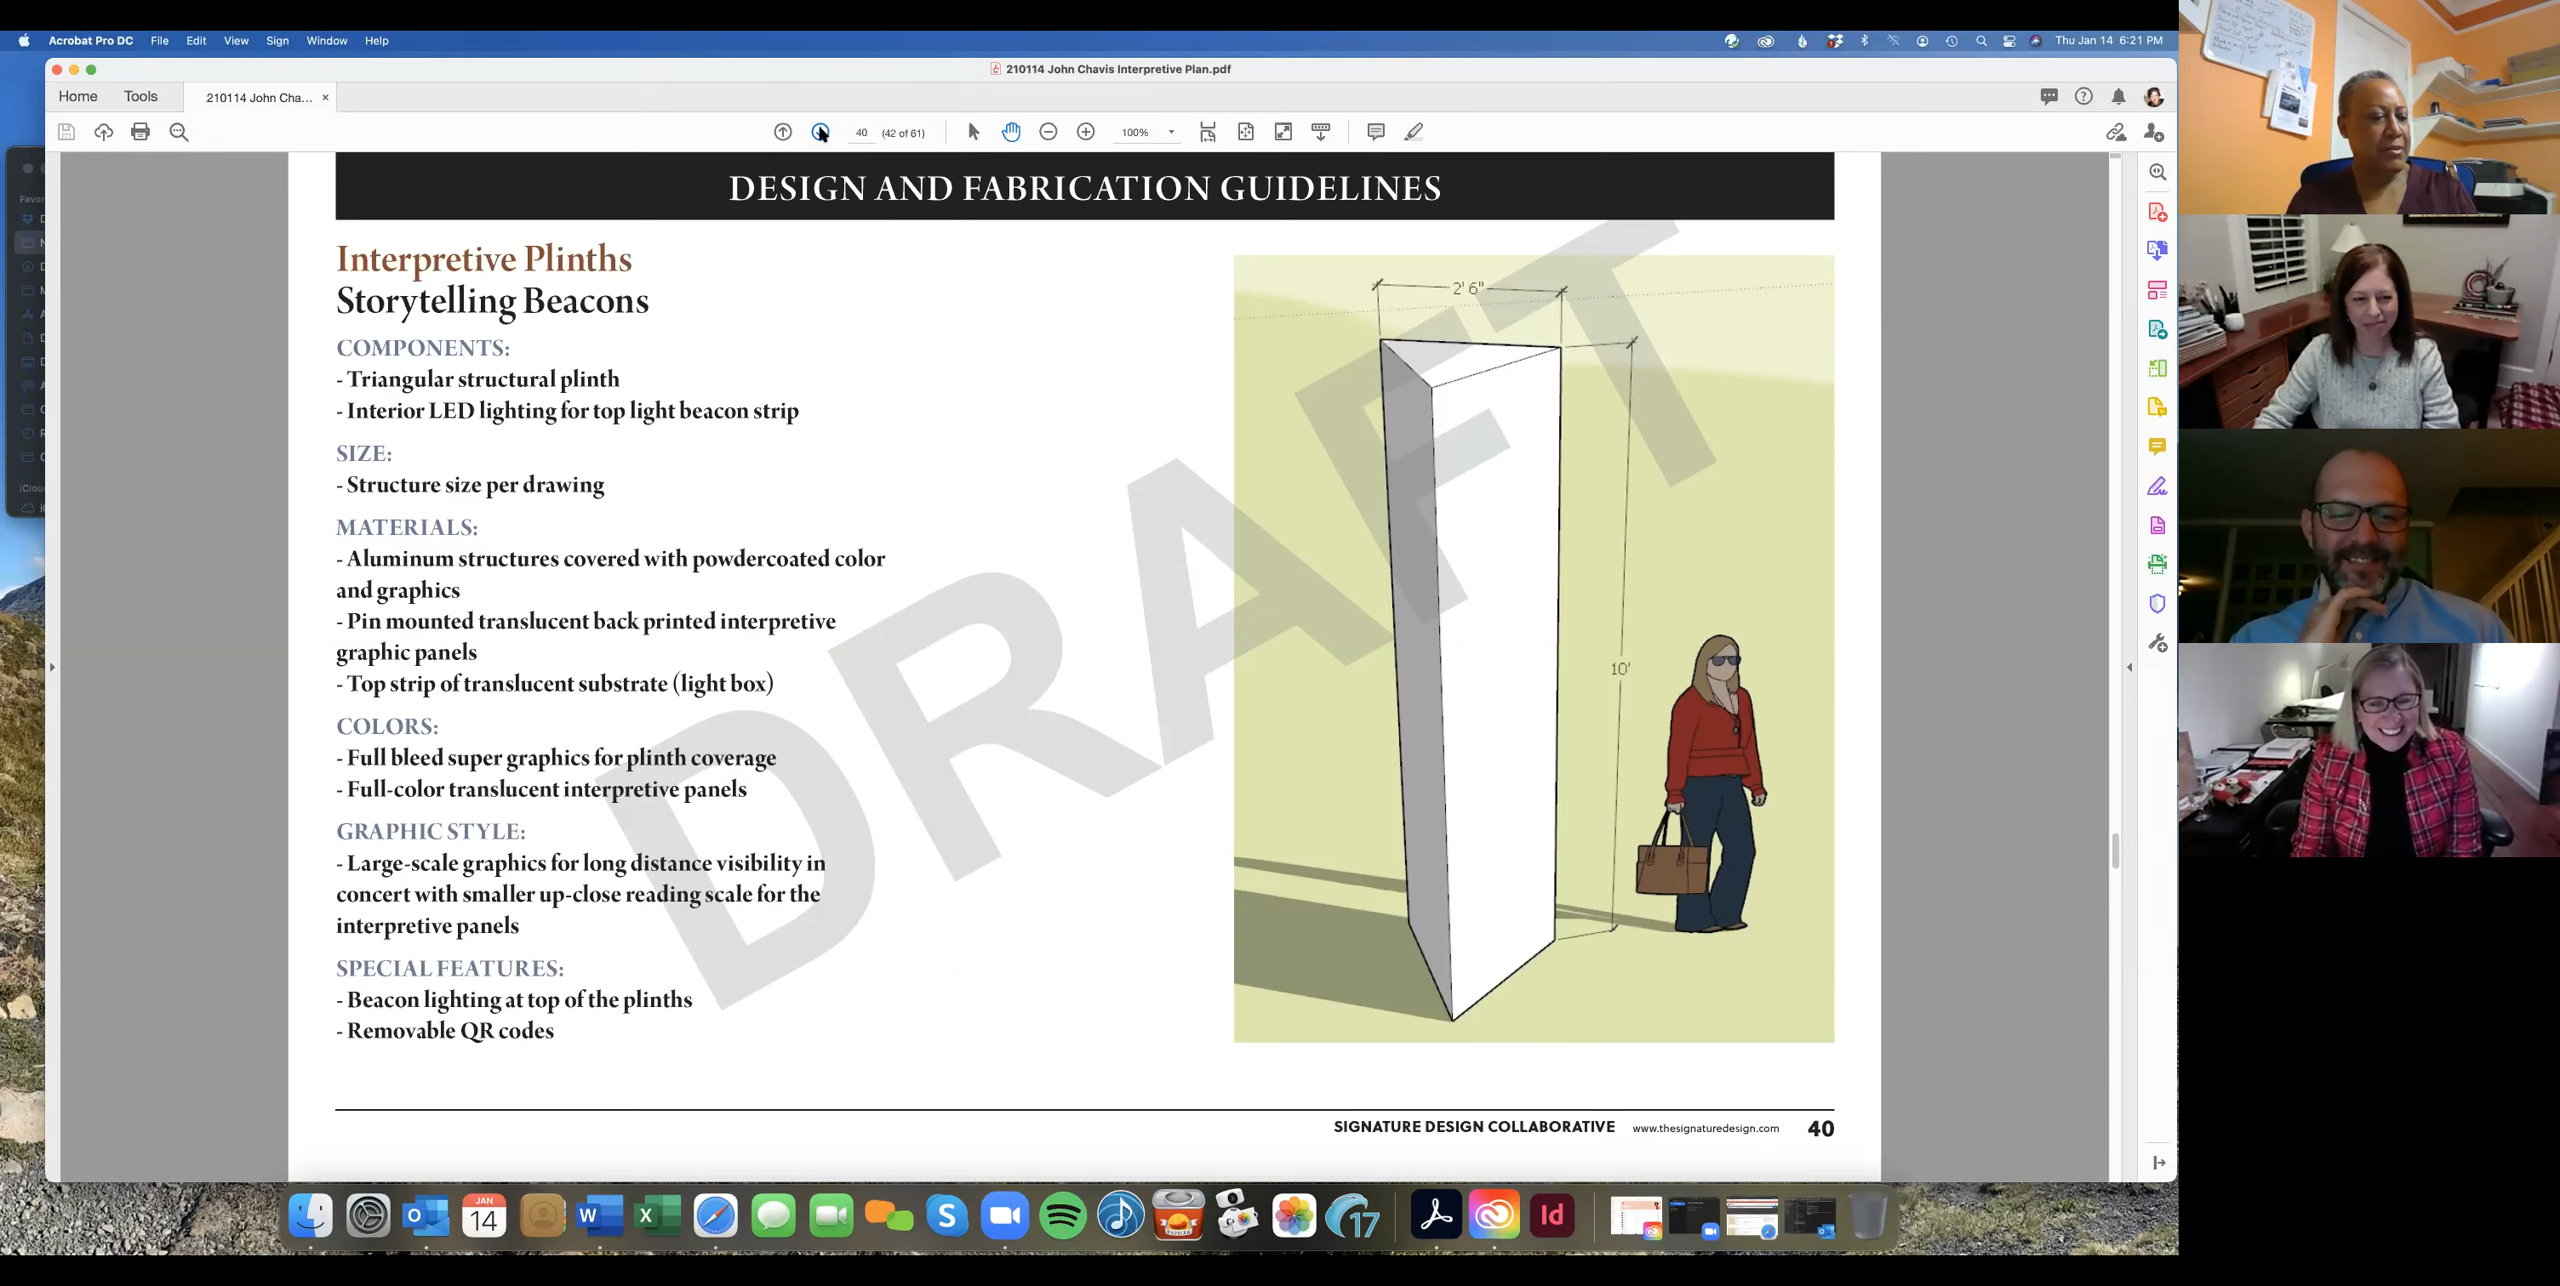 Acrobat Pro DC File Edit View Sign Window Help
Thu Jan 14 6:21 PM
210114 John Chavis Interpretive Plan.pdf
Home Tools 210114 John Cha... ×
40 (42 of 61) 100%
Favor
iClou
DESIGN AND FABRICATION GUIDELINES
Interpretive Plinths
Storytelling Beacons
COMPONENTS:
- Triangular structural plinth
- Interior LED lighting for top light beacon strip
SIZE:
- Structure size per drawing
MATERIALS:
- Aluminum structures covered with powdercoated color
and graphics
- Pin mounted translucent back printed interpretive
graphic panels
- Top strip of translucent substrate (light box)
COLORS:
- Full bleed super graphics for plinth coverage
- Full-color translucent interpretive panels
GRAPHIC STYLE:
- Large-scale graphics for long distance visibility in
concert with smaller up-close reading scale for the
interpretive panels
SPECIAL FEATURES:
- Beacon lighting at top of the plinths
- Removable QR codes
2' 6"
10'
DRAFT
SIGNATURE DESIGN COLLABORATIVE www.thesignaturedesign.com 40
JAN
14
17
Id